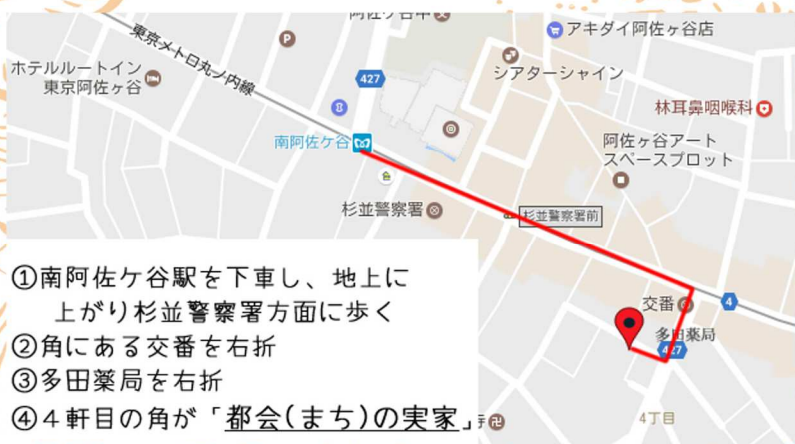 阿佐ヶ谷中
アキダイ阿佐ヶ谷店
東京メトロ丸ノ内線
P
シアターシャイン
ホテルルートイン
東京阿佐ヶ谷
427
8
林耳鼻咽喉科
南阿佐ケ谷
阿佐ヶ谷アート
スペースプロット
杉並警察署
杉並警察署前
①南阿佐ケ谷駅を下車し、地上に
上がり杉並警察署方面に歩く
②角にある交番を右折
③多田薬局を右折
④４軒目の角が「都会(まち)の実家」
交番
4
多田薬局
427
寺
4丁目